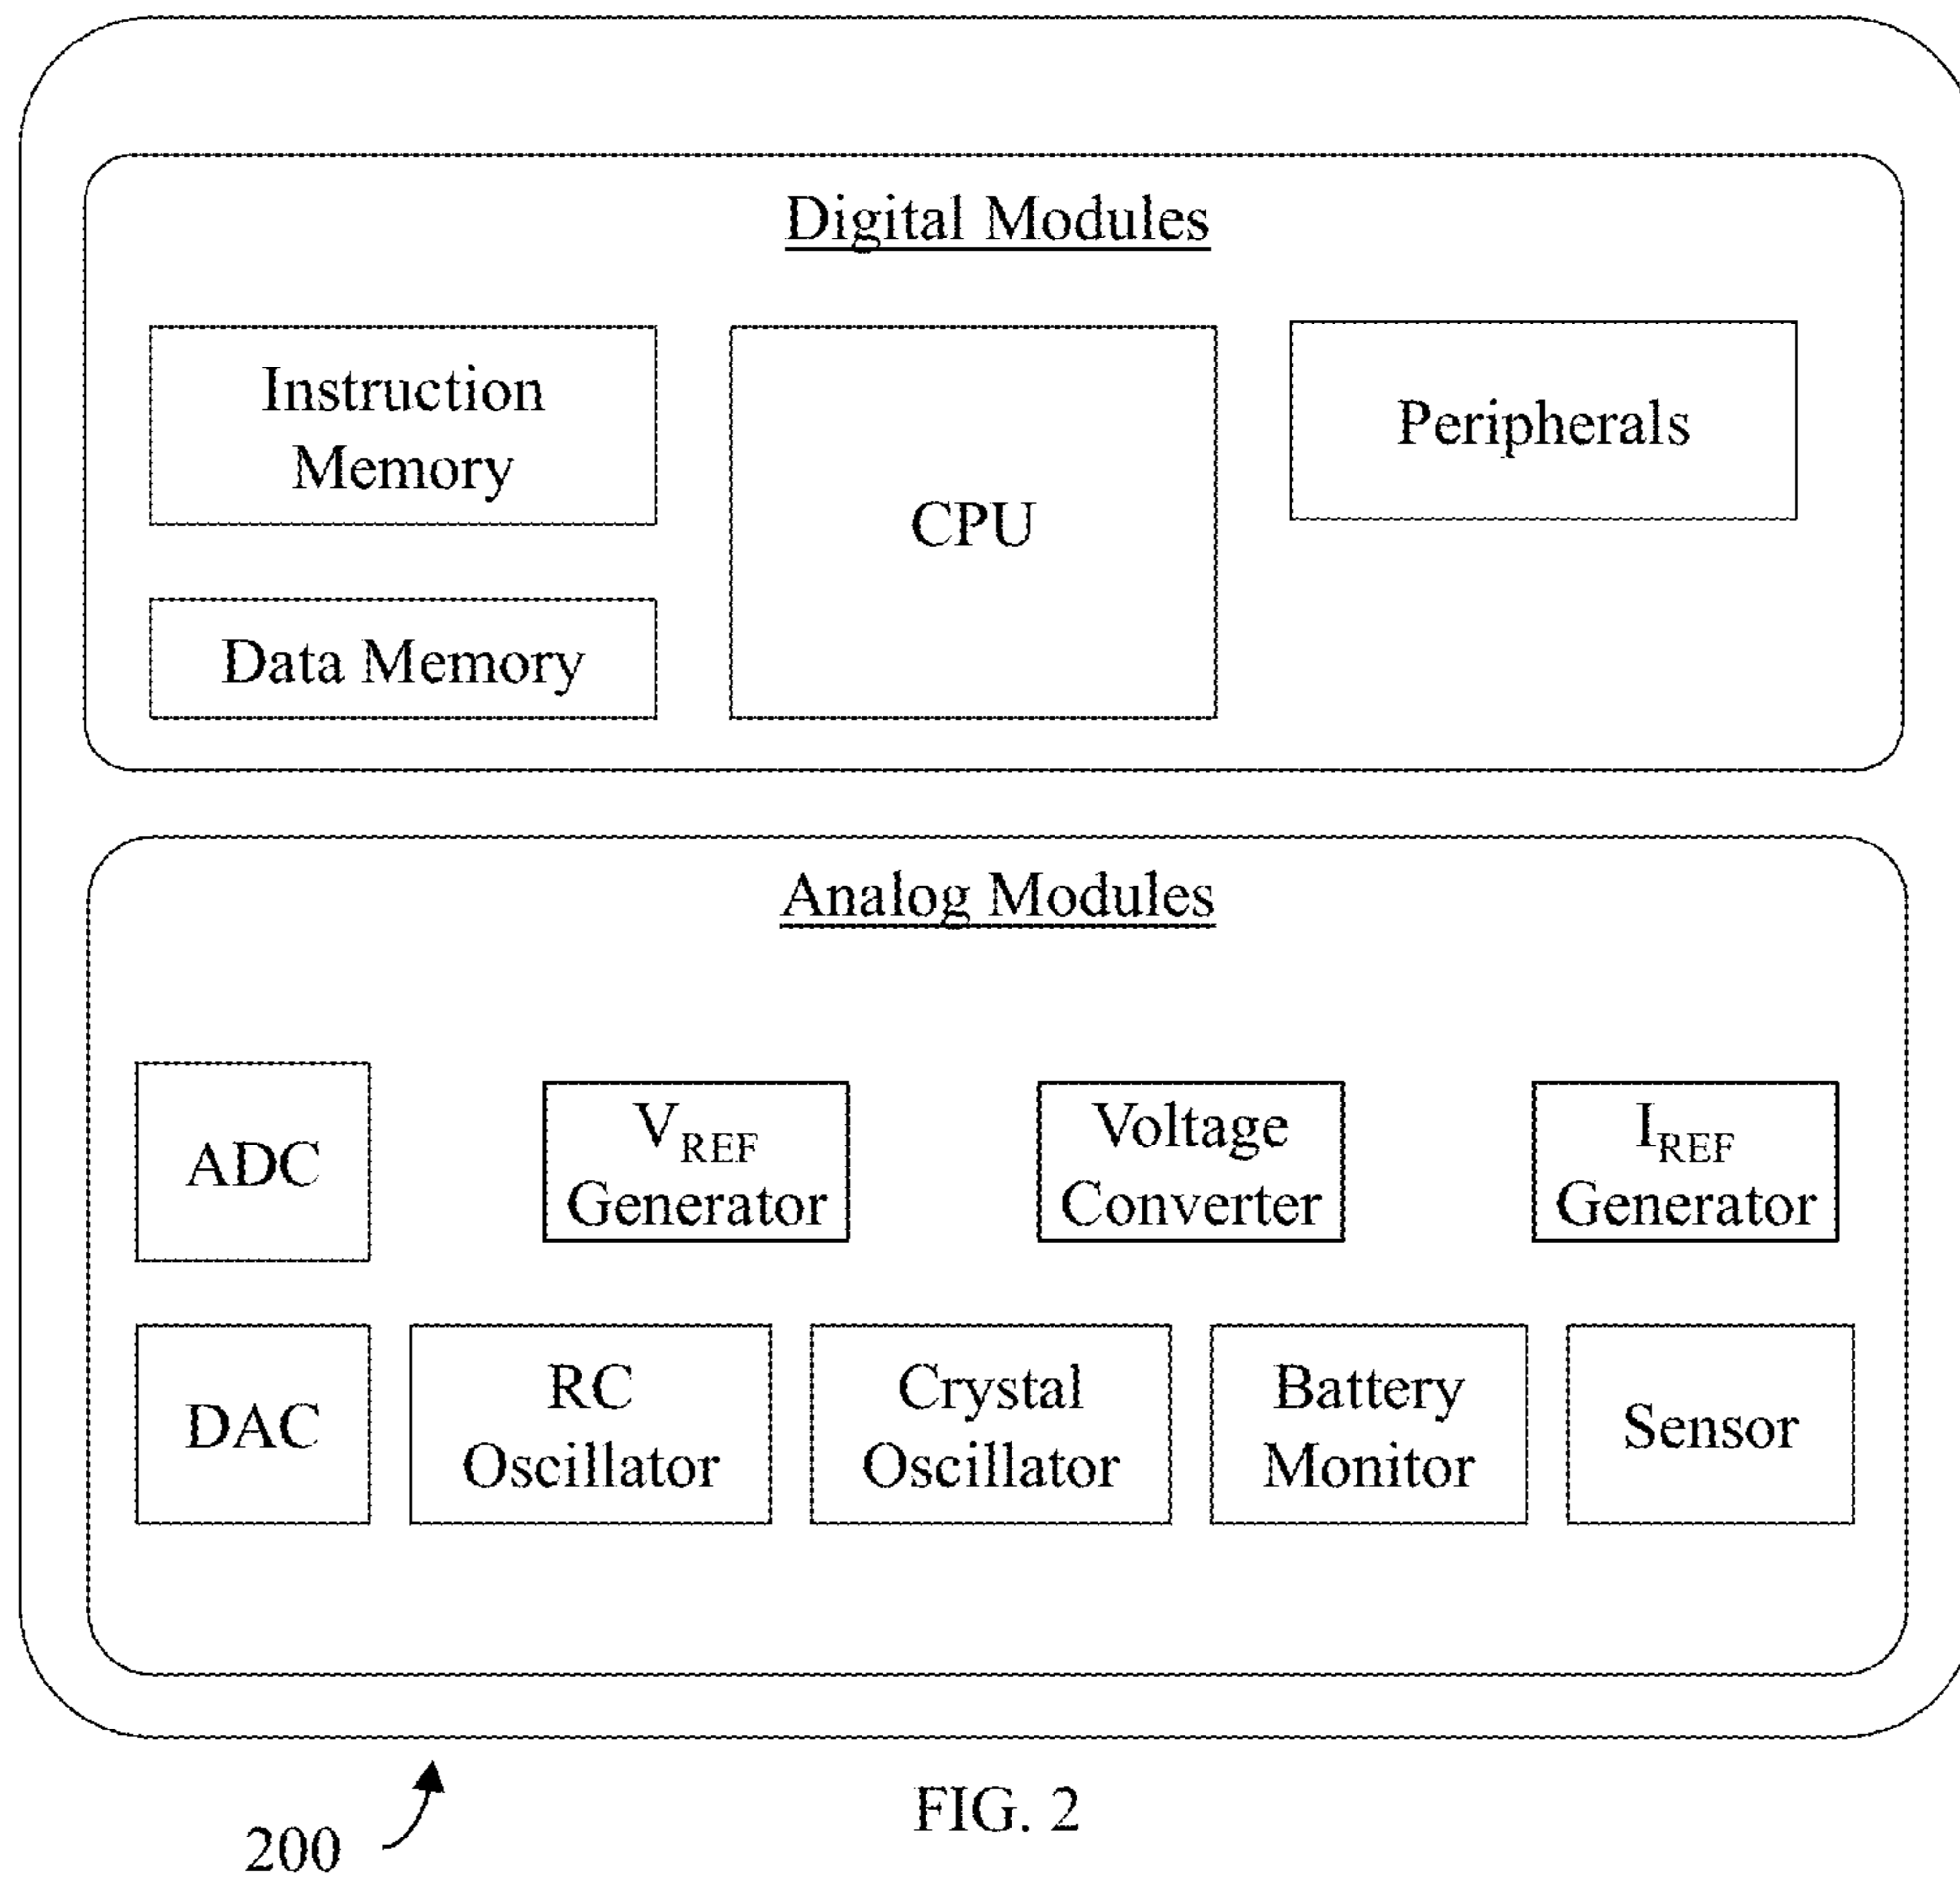 Digital Modules
Instruction
Memory
CPU
Peripherals
Data Memory
Analog Modules
ADC
VREF
Generator
Voltage
Converter
IREF
Generator
DAC
RC
Oscillator
Crystal
Oscillator
Battery
Monitor
Sensor
200
FIG. 2